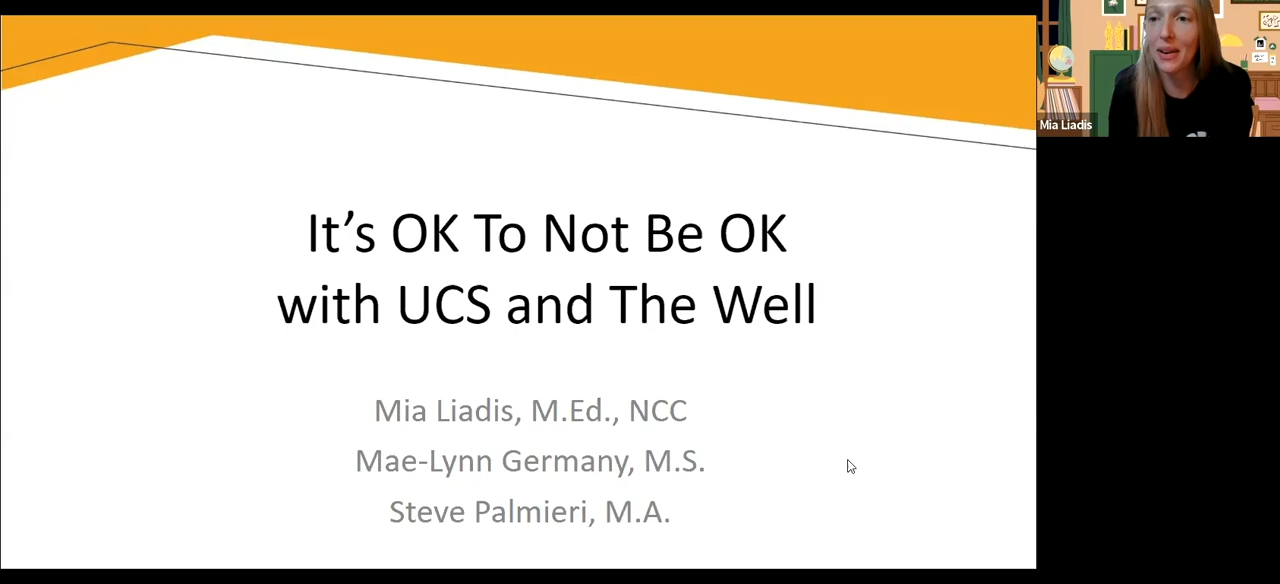 It’s OK To Not Be OK
with UCS and The Well
Mia Liadis, M.Ed., NCC
Mae-Lynn Germany, M.S.
Steve Palmieri, M.A.
Mia Liadis